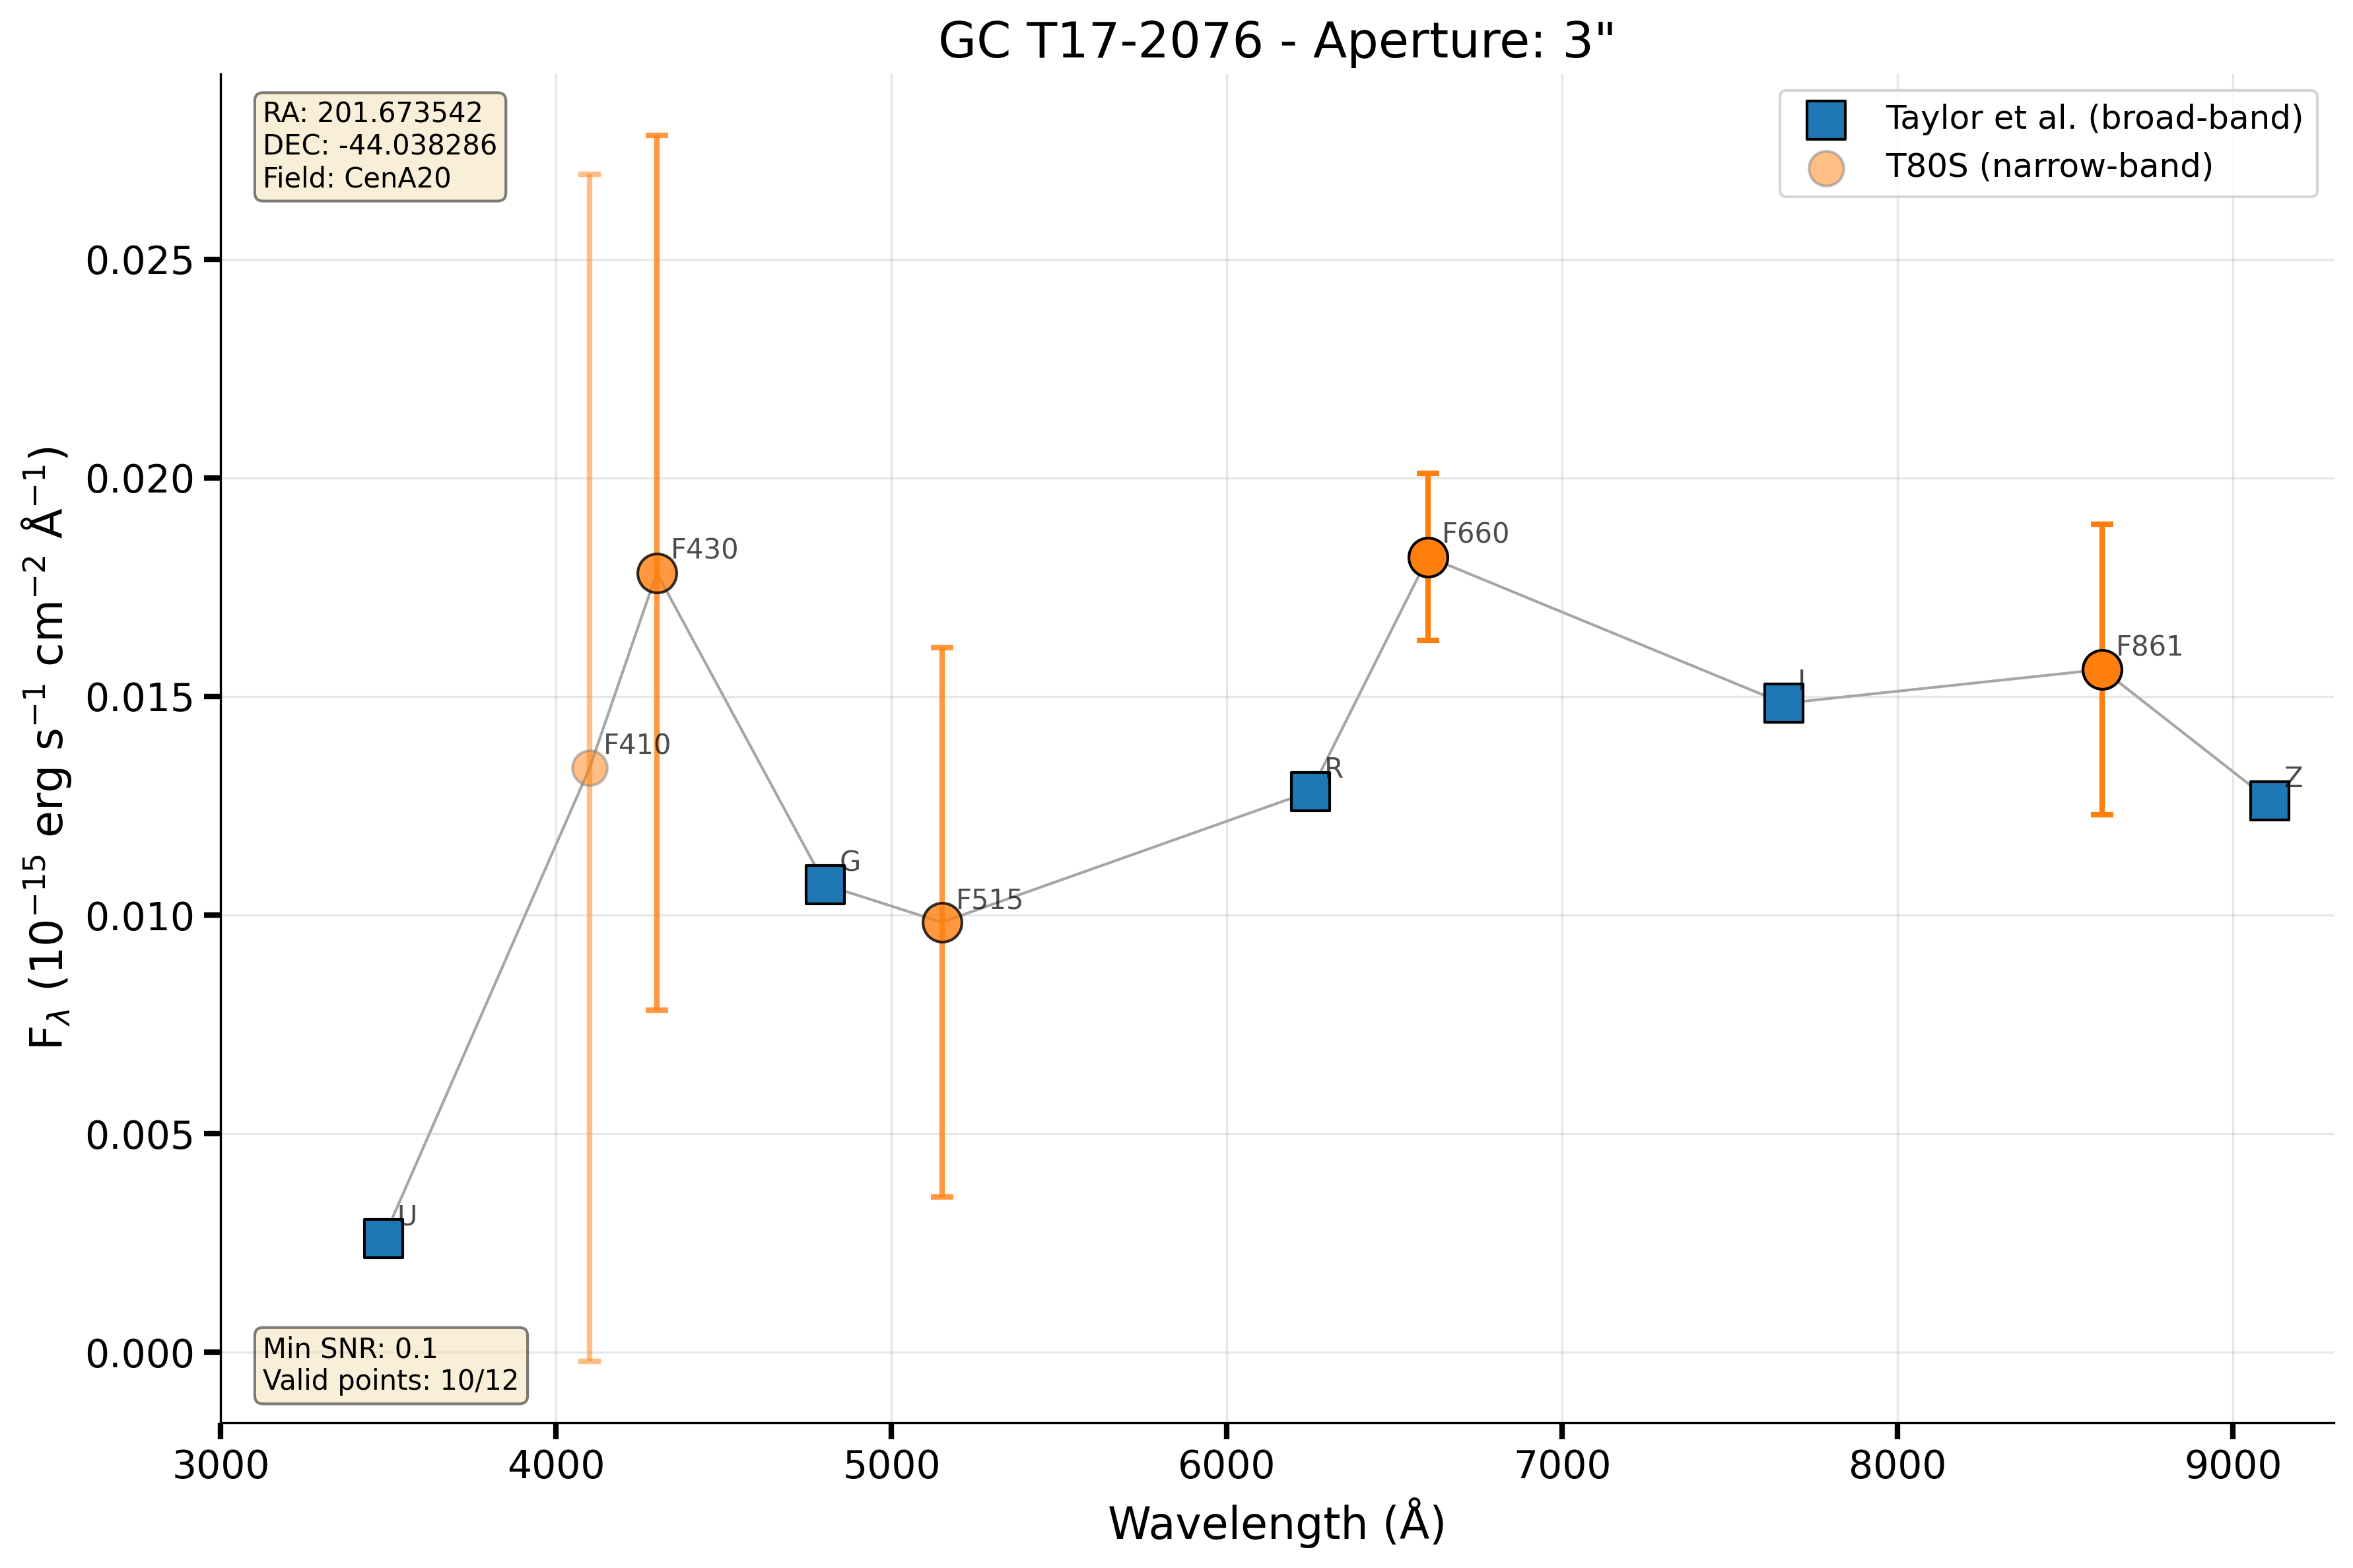 GC T17-2076 - Aperture: 3"
RA: 201.673542
DEC: -44.038286
Field: CenA20
Taylor et al. (broad-band)
T80S (narrow-band)
F_λ (10⁻¹⁵ erg s⁻¹ cm⁻² Å⁻¹)
0.025
0.020
0.015
0.010
0.005
0.000
U
F410
F430
G
F515
R
F660
I
F861
Z
Min SNR: 0.1
Valid points: 10/12
3000 4000 5000 6000 7000 8000 9000
Wavelength (Å)